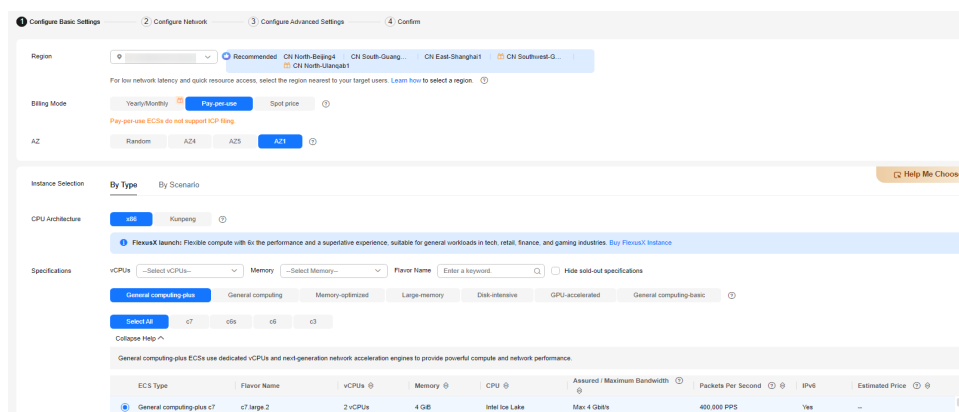 1 Configure Basic Settings 2 Configure Network 3 Configure Advanced Settings 4 Confirm
Region Recommended CN North-Beijing4 CN South-Guang... CN East-Shanghai1 CN Southwest-G...
CN North-Ulanqab1
For low network latency and quick resource access, select the region nearest to your target users. Learn how to select a region.
Billing Mode Yearly/Monthly Pay-per-use Spot price
Pay-per-use ECSs do not support ICP filing.
AZ Random AZ4 AZ5 AZ1
Help Me Choose
Instance Selection By Type By Scenario
CPU Architecture x86 Kunpeng
FlexusX launch: Flexible compute with 6x the performance and a superlative experience, suitable for general workloads in tech, retail, finance, and gaming industries. Buy FlexusX Instance
Specifications vCPUs --Select vCPUs-- Memory --Select Memory-- Flavor Name Enter a keyword. Hide sold-out specifications
General computing-plus General computing Memory-optimized Large-memory Disk-intensive GPU-accelerated General computing-basic
Select All c7 c6s c6 c3
Collapse Help
General computing-plus ECSs use dedicated vCPUs and next-generation network acceleration engines to provide powerful compute and network performance.
ECS Type Flavor Name vCPUs Memory CPU Assured / Maximum Bandwidth Packets Per Second IPv6 Estimated Price
General computing-plus c7 c7.large.2 2 vCPUs 4 GiB Intel Ice Lake Max 4 Gbit/s 400,000 PPS Yes --